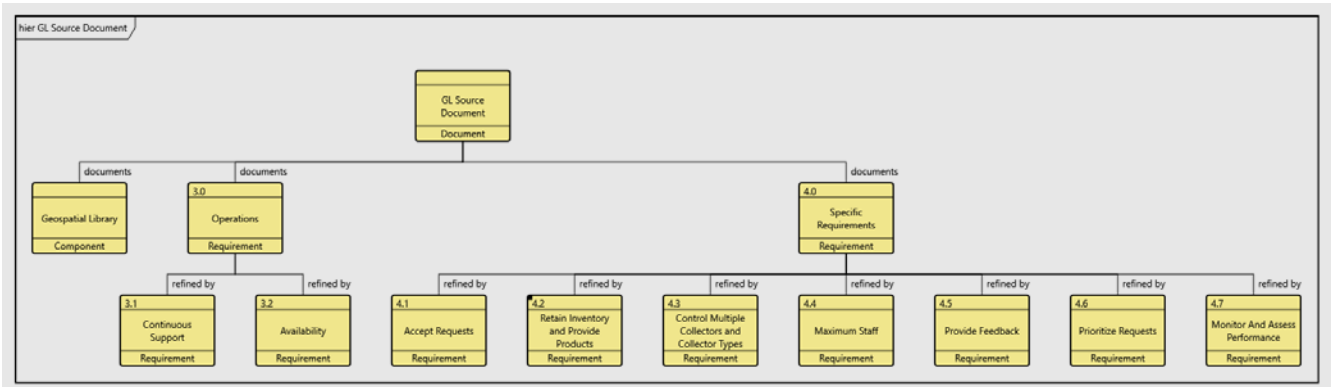 hier GL Source Document
GL Source
Document
Document
documents
documents
documents
Geospatial Library
Component
3.0
Operations
Requirement
4.0
Specific
Requirements
Requirement
refined by
refined by
refined by
refined by
refined by
refined by
refined by
refined by
refined by
3.1
Continuous
Support
Requirement
3.2
Availability
Requirement
4.1
Accept Requests
Requirement
4.2
Retain Inventory
and Provide
Products
Requirement
4.3
Control Multiple
Collectors and
Collector Types
Requirement
4.4
Maximum Staff
Requirement
4.5
Provide Feedback
Requirement
4.6
Prioritize Requests
Requirement
4.7
Monitor And Assess
Performance
Requirement